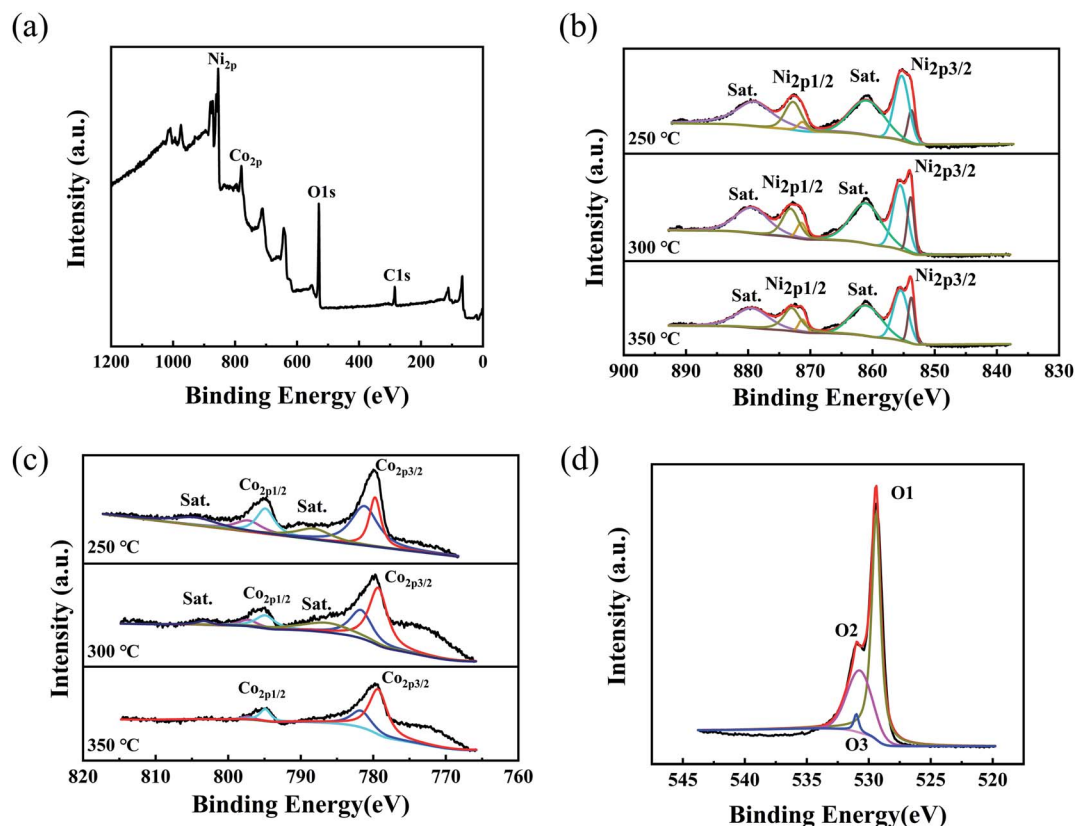 (a)
Ni2p
Co2p
O1s
C1s
Intensity (a.u.)
1200 1000 800 600 400 200 0
Binding Energy (eV)
(b)
Sat. Ni2p1/2 Sat. Ni2p3/2
250 °C
Sat. Ni2p1/2 Sat. Ni2p3/2
300 °C
Sat. Ni2p1/2 Sat. Ni2p3/2
350 °C
Intensity (a.u.)
900 890 880 870 860 850 840 830
Binding Energy(eV)
(c)
Sat. Co2p1/2 Sat. Co2p3/2
250 °C
Sat. Co2p1/2 Sat. Co2p3/2
300 °C
Co2p1/2 Co2p3/2
350 °C
Intensity (a.u.)
820 810 800 790 780 770 760
Binding Energy(eV)
(d)
O1
O2
O3
Intensity (a.u.)
545 540 535 530 525 520
Binding Energy(eV)